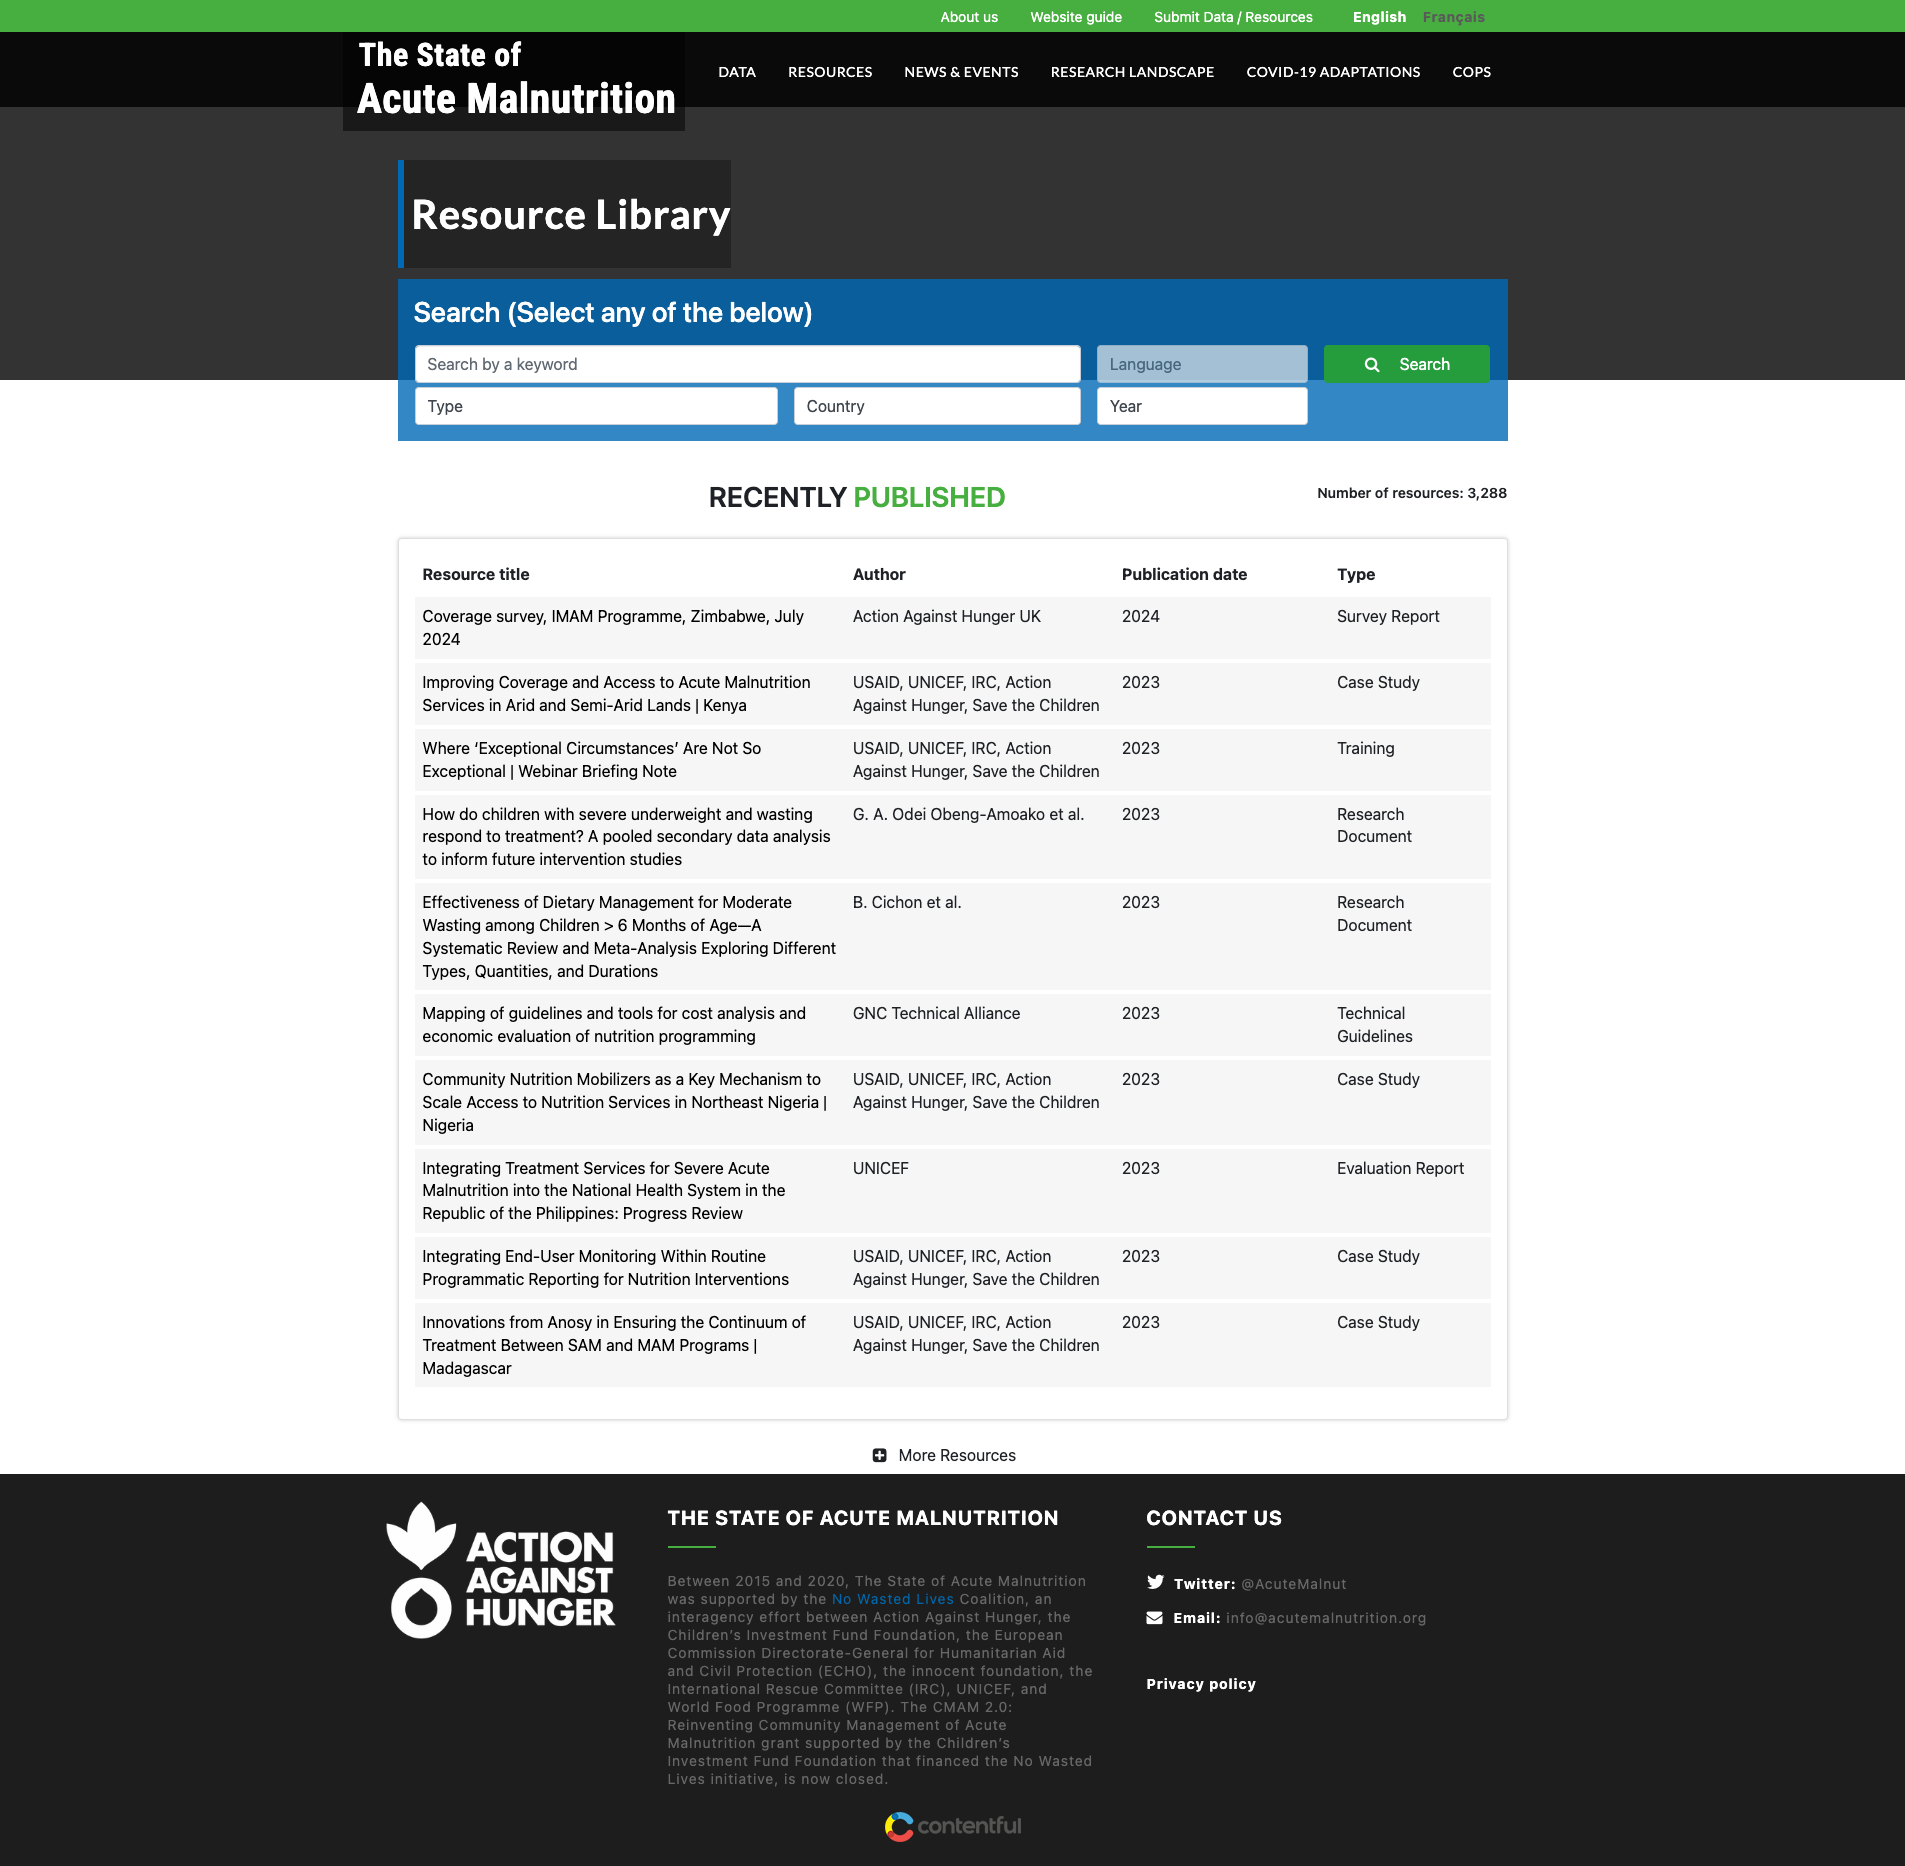 About us
Website guide
Submit Data / Resources
English
Français
The State of
Acute Malnutrition
DATA
RESOURCES
NEWS & EVENTS
RESEARCH LANDSCAPE
COVID-19 ADAPTATIONS
COPS
Resource Library
Search (Select any of the below)
Search by a keyword
Language
Search
Type
Country
Year
RECENTLY PUBLISHED
Number of resources: 3,288
Resource title
Author
Publication date
Type
Coverage survey, IMAM Programme, Zimbabwe, July
2024
Action Against Hunger UK
2024
Survey Report
Improving Coverage and Access to Acute Malnutrition
Services in Arid and Semi-Arid Lands | Kenya
USAID, UNICEF, IRC, Action
Against Hunger, Save the Children
2023
Case Study
Where ‘Exceptional Circumstances’ Are Not So
Exceptional | Webinar Briefing Note
USAID, UNICEF, IRC, Action
Against Hunger, Save the Children
2023
Training
How do children with severe underweight and wasting
respond to treatment? A pooled secondary data analysis
to inform future intervention studies
G. A. Odei Obeng-Amoako et al.
2023
Research
Document
Effectiveness of Dietary Management for Moderate
Wasting among Children > 6 Months of Age—A
Systematic Review and Meta-Analysis Exploring Different
Types, Quantities, and Durations
B. Cichon et al.
2023
Research
Document
Mapping of guidelines and tools for cost analysis and
economic evaluation of nutrition programming
GNC Technical Alliance
2023
Technical
Guidelines
Community Nutrition Mobilizers as a Key Mechanism to
Scale Access to Nutrition Services in Northeast Nigeria |
Nigeria
USAID, UNICEF, IRC, Action
Against Hunger, Save the Children
2023
Case Study
Integrating Treatment Services for Severe Acute
Malnutrition into the National Health System in the
Republic of the Philippines: Progress Review
UNICEF
2023
Evaluation Report
Integrating End-User Monitoring Within Routine
Programmatic Reporting for Nutrition Interventions
USAID, UNICEF, IRC, Action
Against Hunger, Save the Children
2023
Case Study
Innovations from Anosy in Ensuring the Continuum of
Treatment Between SAM and MAM Programs |
Madagascar
USAID, UNICEF, IRC, Action
Against Hunger, Save the Children
2023
Case Study
More Resources
ACTION
AGAINST
HUNGER
THE STATE OF ACUTE MALNUTRITION
Between 2015 and 2020, The State of Acute Malnutrition
was supported by the No Wasted Lives Coalition, an
interagency effort between Action Against Hunger, the
Children’s Investment Fund Foundation, the European
Commission Directorate-General for Humanitarian Aid
and Civil Protection (ECHO), the innocent foundation, the
International Rescue Committee (IRC), UNICEF, and
World Food Programme (WFP). The CMAM 2.0:
Reinventing Community Management of Acute
Malnutrition grant supported by the Children’s
Investment Fund Foundation that financed the No Wasted
Lives initiative, is now closed.
CONTACT US
Twitter: @AcuteMalnut
Email: info@acutemalnutrition.org
Privacy policy
contentful